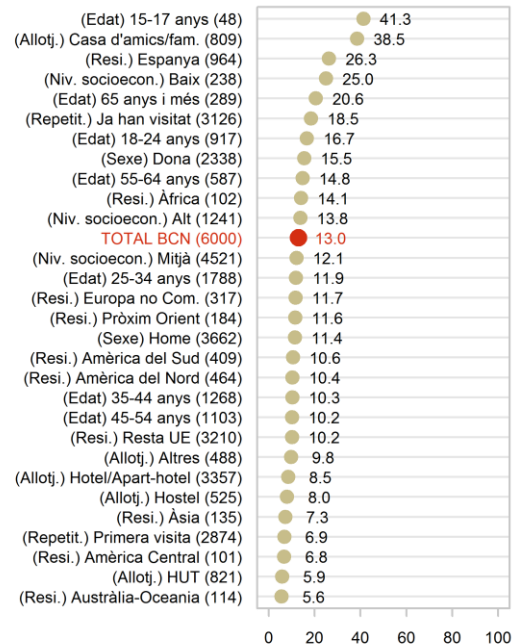 (Edat) 15-17 anys (48) 41.3
(Allotj.) Casa d'amics/fam. (809) 38.5
(Resi.) Espanya (964) 26.3
(Niv. socioecon.) Baix (238) 25.0
(Edat) 65 anys i més (289) 20.6
(Repetit.) Ja han visitat (3126) 18.5
(Edat) 18-24 anys (917) 16.7
(Sexe) Dona (2338) 15.5
(Edat) 55-64 anys (587) 14.8
(Resi.) Àfrica (102) 14.1
(Niv. socioecon.) Alt (1241) 13.8
TOTAL BCN (6000) 13.0
(Niv. socioecon.) Mitjà (4521) 12.1
(Edat) 25-34 anys (1788) 11.9
(Resi.) Europa no Com. (317) 11.7
(Resi.) Pròxim Orient (184) 11.6
(Sexe) Home (3662) 11.4
(Resi.) Amèrica del Sud (409) 10.6
(Resi.) Amèrica del Nord (464) 10.4
(Edat) 35-44 anys (1268) 10.3
(Edat) 45-54 anys (1103) 10.2
(Resi.) Resta UE (3210) 10.2
(Allotj.) Altres (488) 9.8
(Allotj.) Hotel/Apart-hotel (3357) 8.5
(Allotj.) Hostel (525) 8.0
(Resi.) Àsia (135) 7.3
(Repetit.) Primera visita (2874) 6.9
(Resi.) Amèrica Central (101) 6.8
(Allotj.) HUT (821) 5.9
(Resi.) Austràlia-Oceania (114) 5.6
0 20 40 60 80 100